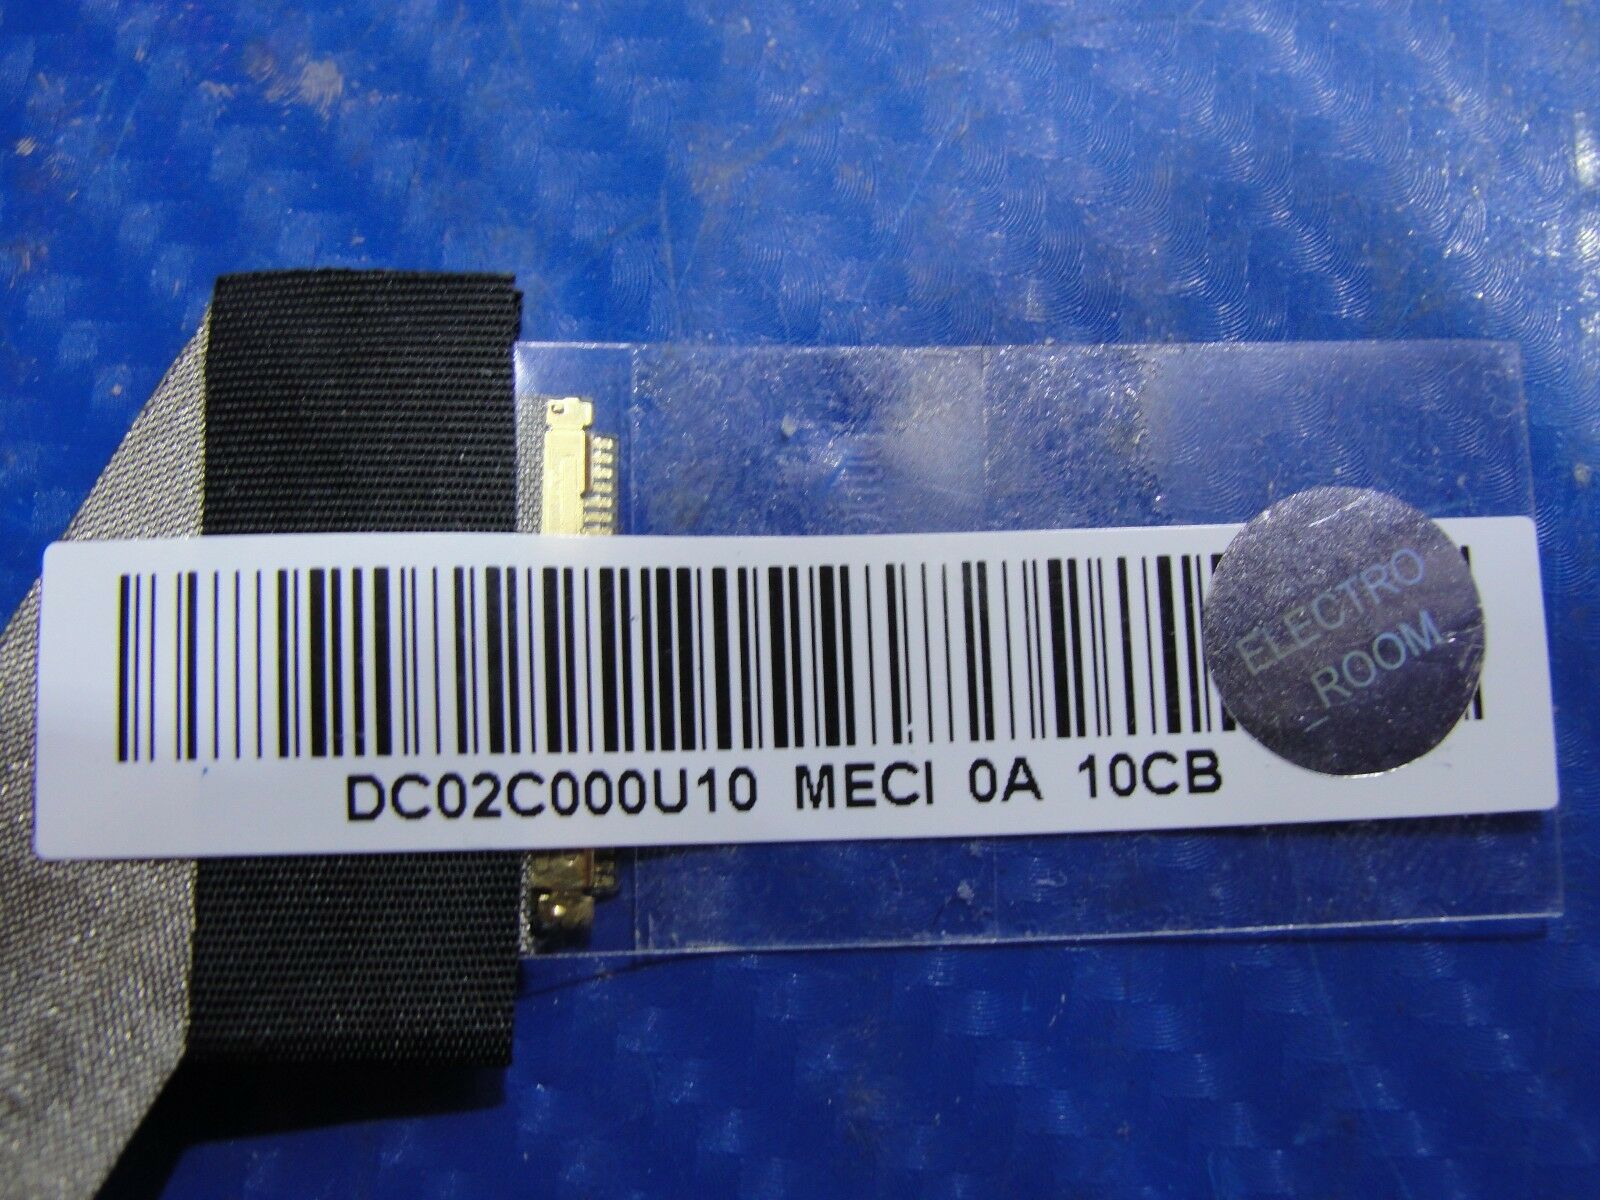 ELECTRO
ROOM
DC02C000U10 MECI 0A 10CB